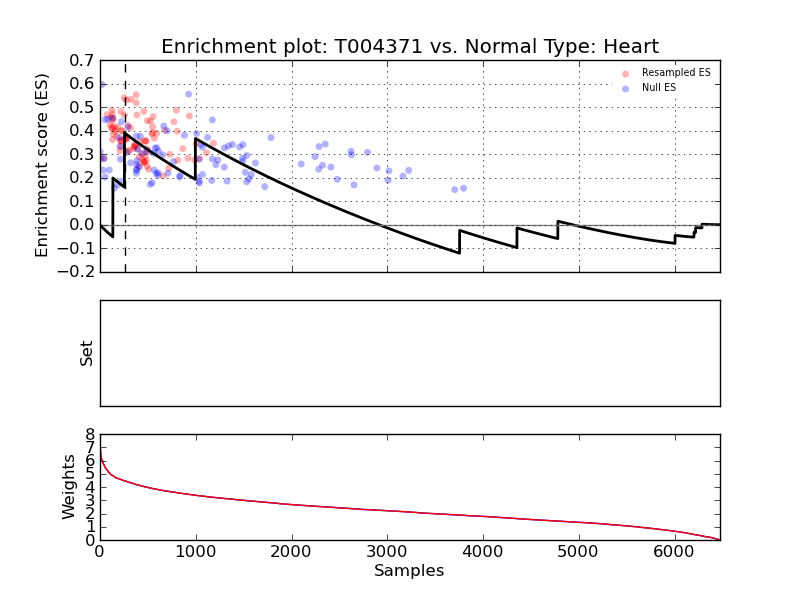 Enrichment plot: T004371 vs. Normal Type: Heart
Enrichment score (ES)
0.7
0.6
0.5
0.4
0.3
0.2
0.1
0.0
−0.1
−0.2
Resampled ES
Null ES
Set
Weights
8
7
6
5
4
3
2
1
0
0 1000 2000 3000 4000 5000 6000
Samples